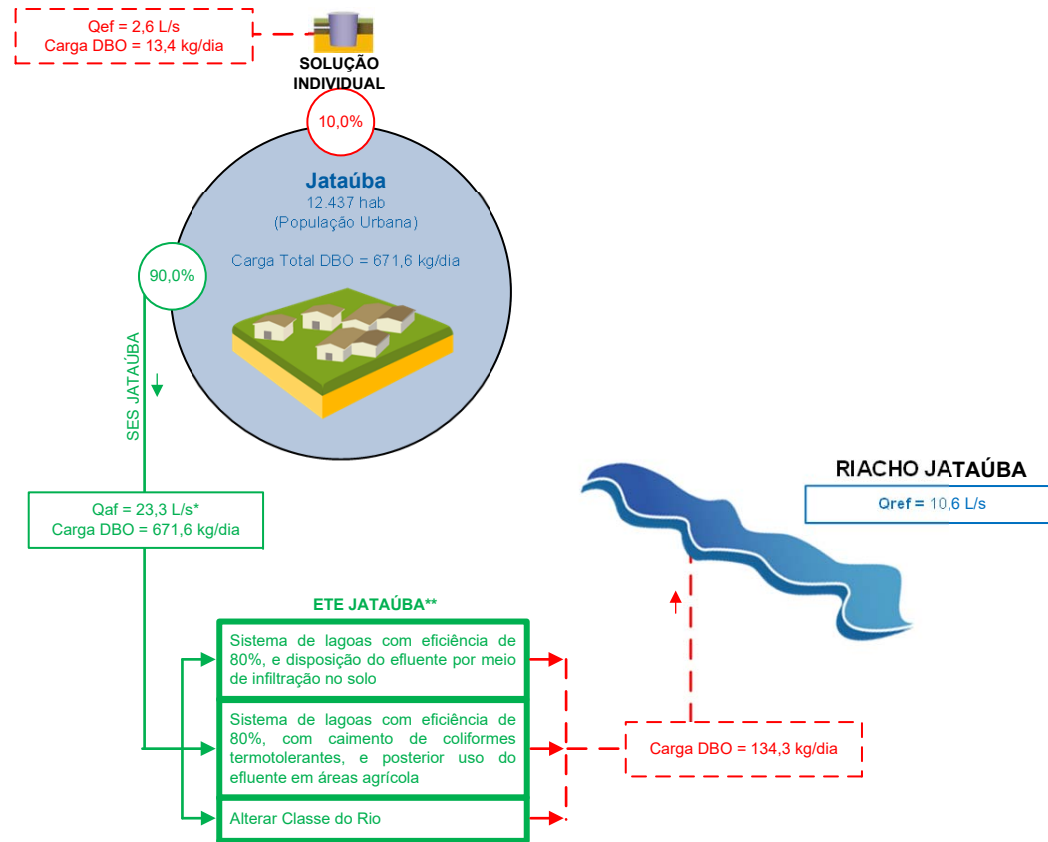 Qef = 2,6 L/s
Carga DBO = 13,4 kg/dia
SOLUÇÃO
INDIVIDUAL
10,0%
Jataúba
12.437 hab
(População Urbana)
Carga Total DBO = 671,6 kg/dia
90,0%
SES JATAÚBA
Qaf = 23,3 L/s*
Carga DBO = 671,6 kg/dia
RIACHO JATAÚBA
Qref = 10,6 L/s
ETE JATAÚBA**
Sistema de lagoas com eficiência de
80%, e disposição do efluente por meio
de infiltração no solo
Sistema de lagoas com eficiência de
80%, com caimento de coliformes
termotolerantes, e posterior uso do
efluente em áreas agrícola
Alterar Classe do Rio
Carga DBO = 134,3 kg/dia